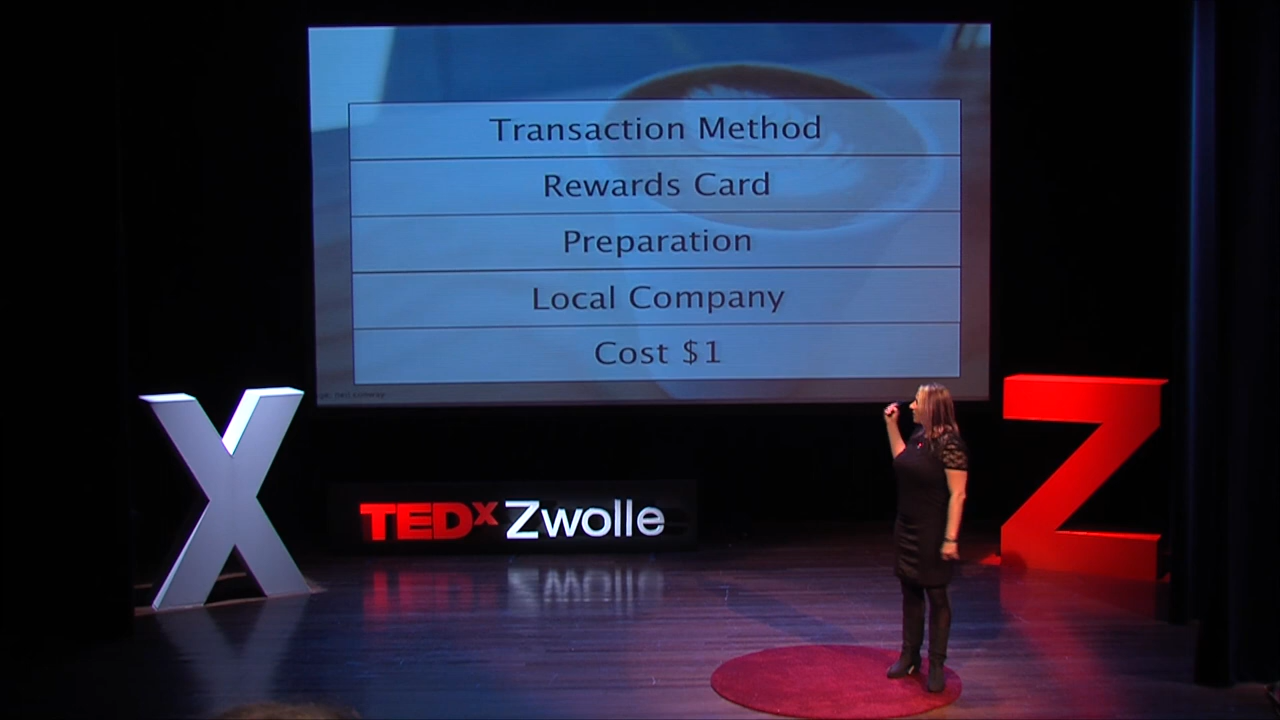 Transaction Method
Rewards Card
Preparation
Local Company
Cost $1
X
Z
TEDx Zwolle